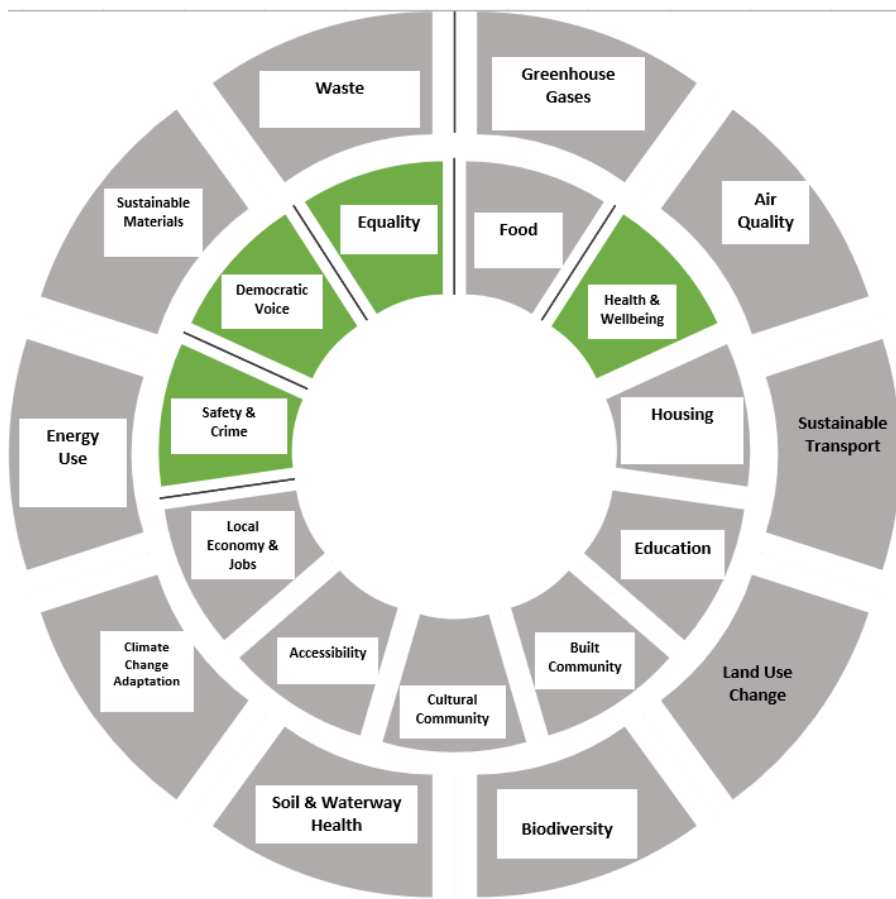 Waste
Greenhouse
Gases
Sustainable
Materials
Air
Quality
Equality
Food
Democratic
Voice
Health &
Wellbeing
Safety &
Crime
Housing
Energy
Use
Sustainable
Transport
Local
Economy &
Jobs
Education
Climate
Change
Adaptation
Accessibility
Built
Community
Land Use
Change
Cultural
Community
Soil & Waterway
Health
Biodiversity